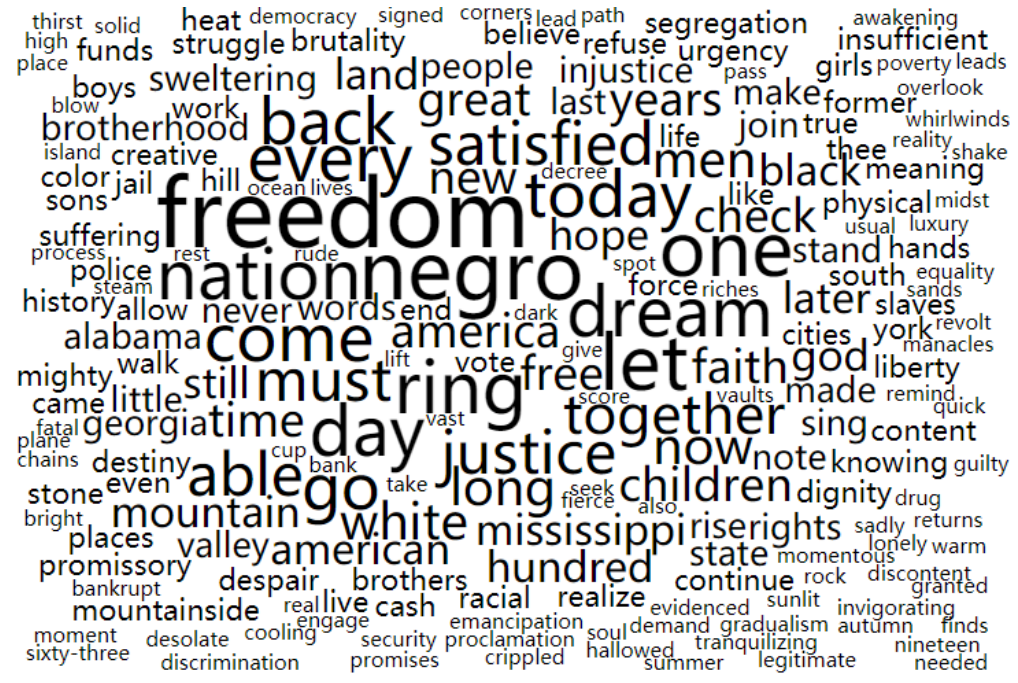 thirst solid heat democracy signed corners lead path segregation awakening
high funds struggle brutality believe refuse urgency insufficient
place boys sweltering land people injustice pass girls poverty leads
blow work back great last years make former overlook
brotherhood every satisfied life join true whirlwinds
island creative new decree men black thee reality shake
color jail hill ocean lives today like meaning
sons freedom hope check physical midst
suffering one stand usual luxury hands
process rest rude nation negro spot south equality
police steam force riches later sands
history allow never words end dark dream slaves
alabama come america cities york revolt
mighty walk lift vote give let faith god manacles
came little still must ring free score vaults made liberty remind
fatal georgia time day vast together sing quick
plane content
chains destiny able cup bank justice now note knowing guilty
stone even go take long seek fierce also children dignity drug
bright mountain white mississippi rise rights sadly returns
places valley american state momentous lonely warm
promissory despair brothers hundred continue rock discontent
bankrupt granted
mountainside real live cash racial realize evidenced sunlit invigorating
moment desolate cooling engage emancipation soul demand gradualism autumn finds
sixty-three security proclamation hallowed tranquilizing nineteen
discrimination promises crippled summer legitimate needed